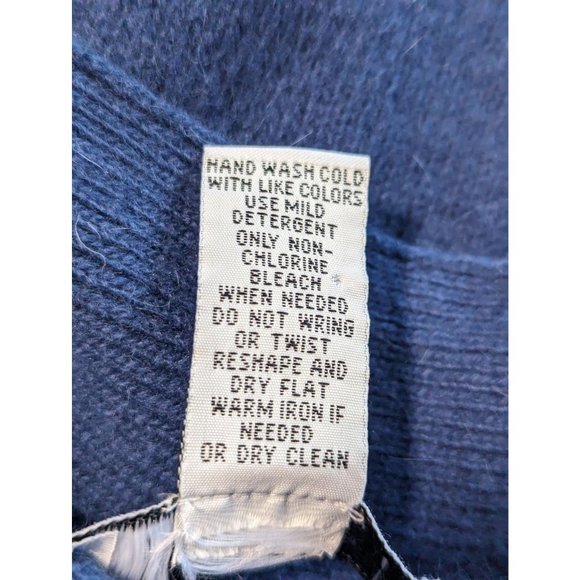 HAND WASH COLD
WITH LIKE COLORS
USE MILD
DETERGENT
ONLY NON-
CHLORINE
BLEACH
WHEN NEEDED
DO NOT WRING
OR TWIST
RESHAPE AND
DRY FLAT
WARM IRON IF
NEEDED
OR DRY CLEAN